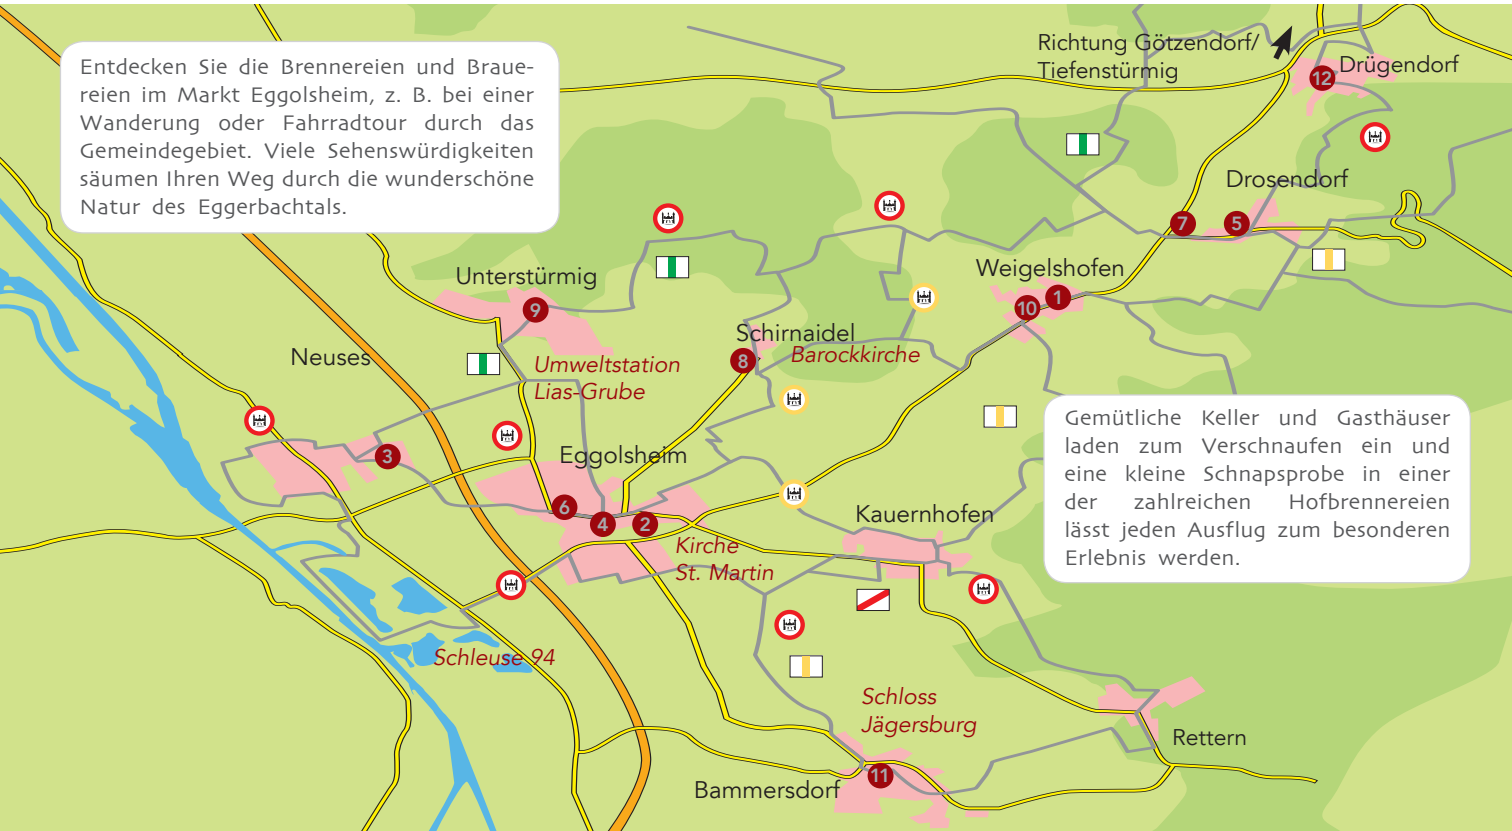 Entdecken Sie die Brennereien und Braue-
reien im Markt Eggolsheim, z. B. bei einer
Wanderung oder Fahrradtour durch das
Gemeindegebiet. Viele Sehenswürdigkeiten
säumen Ihren Weg durch die wunderschöne
Natur des Eggerbachtals.
Richtung Götzendorf/
Tiefenstürmig
Drügendorf
12
Drosendorf
7
5
Weigelshofen
10
1
Unterstürmig
9
Umweltstation
Lias-Grube
Schirnaidel
8
Barockkirche
Neuses
3
Eggolsheim
6
4
2
Kirche
St. Martin
Kauernhofen
Gemütliche Keller und Gasthäuser
laden zum Verschnaufen ein und
eine kleine Schnapsprobe in einer
der zahlreichen Hofbrennereien
lässt jeden Ausflug zum besonderen
Erlebnis werden.
Schleuse 94
Schloss
Jägersburg
Rettern
Bammersdorf
11